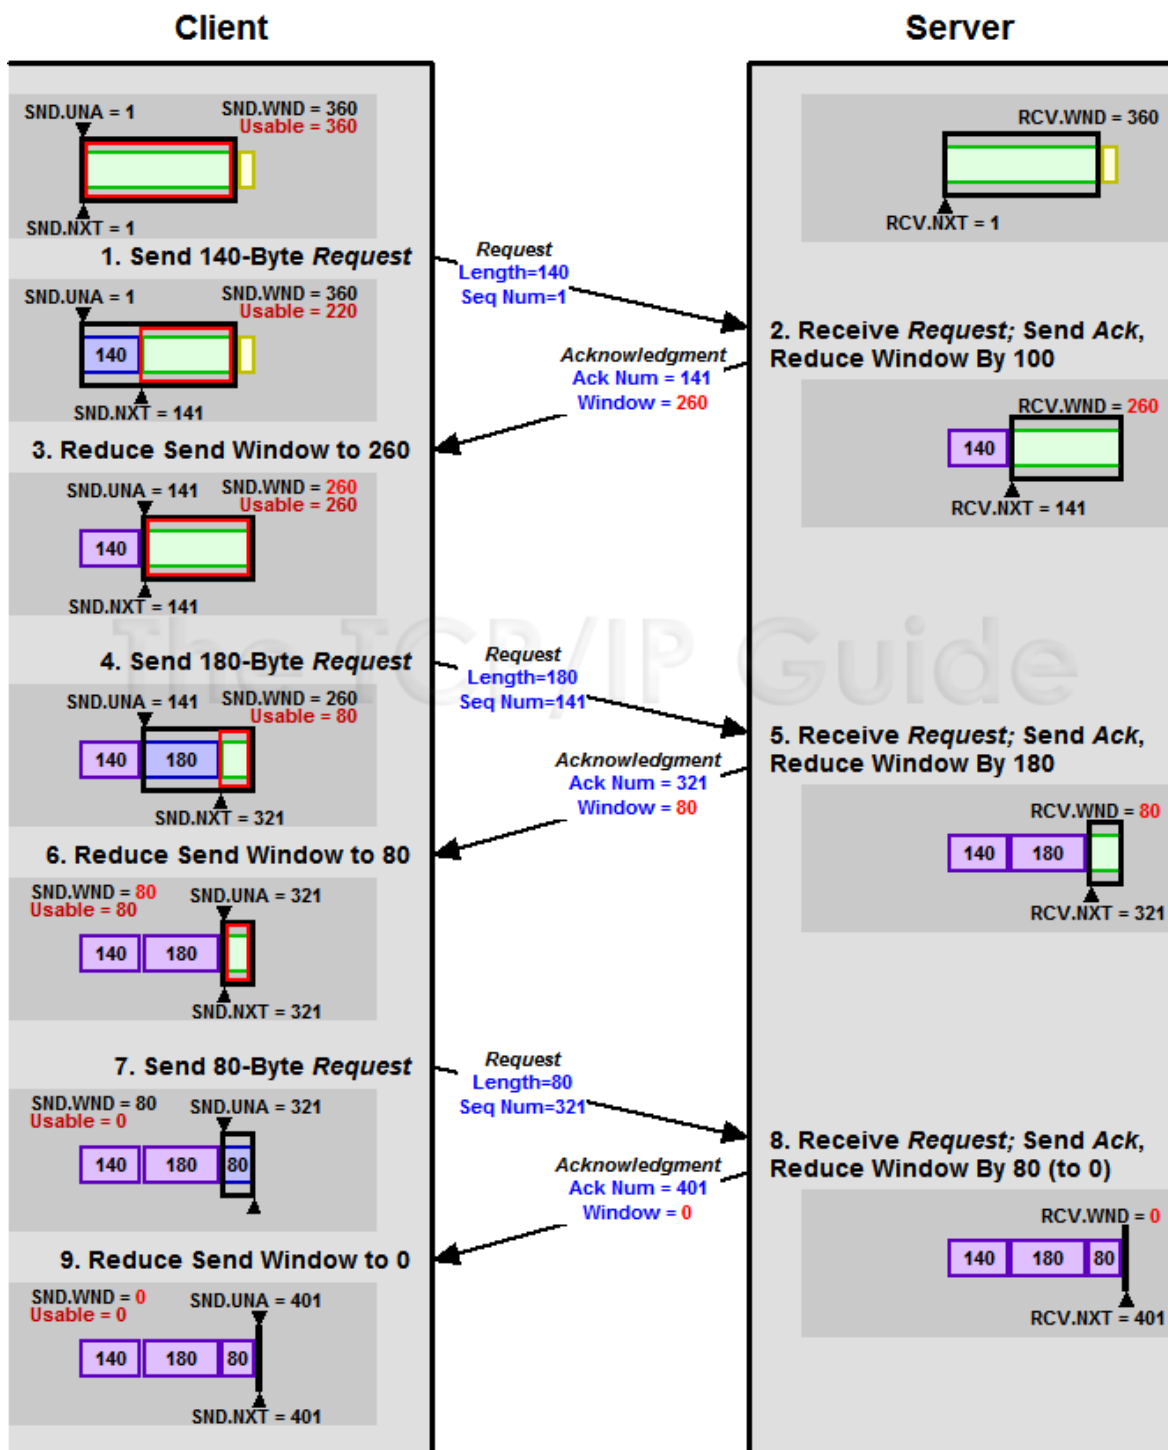 Client
Server
SND.UNA = 1
SND.WND = 360
Usable = 360
SND.NXT = 1
RCV.WND = 360
RCV.NXT = 1
1. Send 140-Byte Request
Request
Length=140
Seq Num=1
SND.UNA = 1
SND.WND = 360
Usable = 220
140
SND.NXT = 141
2. Receive Request; Send Ack,
Reduce Window By 100
Acknowledgment
Ack Num = 141
Window = 260
RCV.WND = 260
140
RCV.NXT = 141
3. Reduce Send Window to 260
SND.UNA = 141
SND.WND = 260
Usable = 260
140
SND.NXT = 141
The TCP/IP Guide
4. Send 180-Byte Request
Request
Length=180
Seq Num=141
SND.UNA = 141
SND.WND = 260
Usable = 80
140
180
SND.NXT = 321
5. Receive Request; Send Ack,
Reduce Window By 180
Acknowledgment
Ack Num = 321
Window = 80
RCV.WND = 80
140
180
RCV.NXT = 321
6. Reduce Send Window to 80
SND.WND = 80
Usable = 80
SND.UNA = 321
140
180
SND.NXT = 321
7. Send 80-Byte Request
Request
Length=80
Seq Num=321
SND.WND = 80
Usable = 0
SND.UNA = 321
140
180
80
8. Receive Request; Send Ack,
Reduce Window By 80 (to 0)
Acknowledgment
Ack Num = 401
Window = 0
RCV.WND = 0
140
180
80
RCV.NXT = 401
9. Reduce Send Window to 0
SND.WND = 0
Usable = 0
SND.UNA = 401
140
180
80
SND.NXT = 401